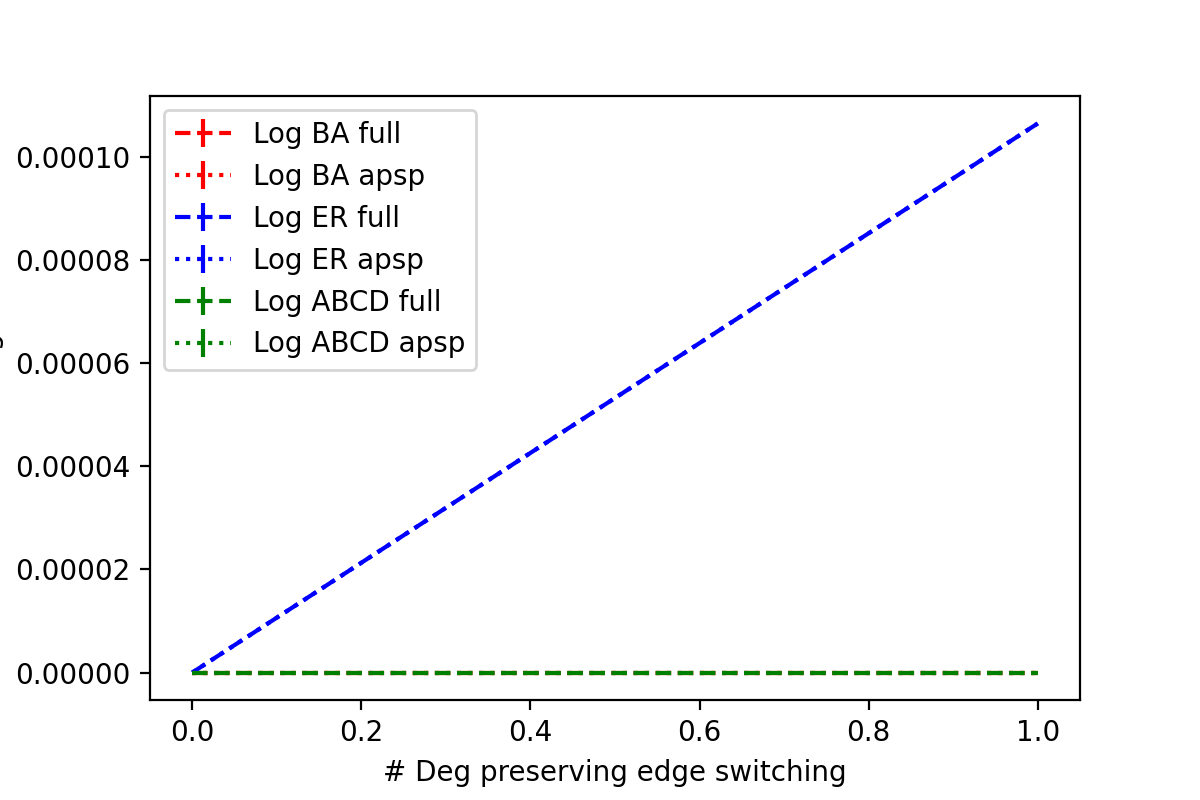 Log BA full
Log BA apsp
Log ER full
Log ER apsp
Log ABCD full
Log ABCD apsp
0.00010
0.00008
0.00006
0.00004
0.00002
0.00000
0.0 0.2 0.4 0.6 0.8 1.0
# Deg preserving edge switching